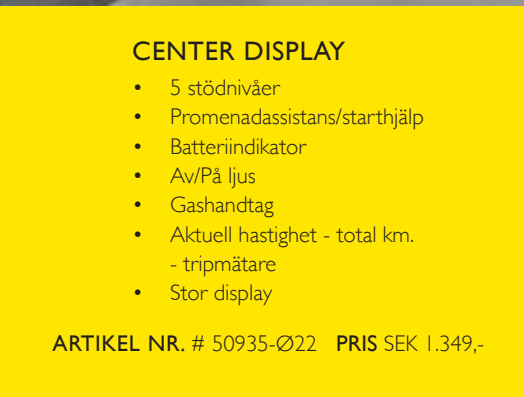 CENTER DISPLAY
• 5 stödnivåer
• Promenadassistans/starthjälp
• Batteriindikator
• Av/På ljus
• Gashandtag
• Aktuell hastighet - total km.
- tripmätare
• Stor display
ARTIKEL NR. # 50935-Ø22 PRIS SEK 1.349,-